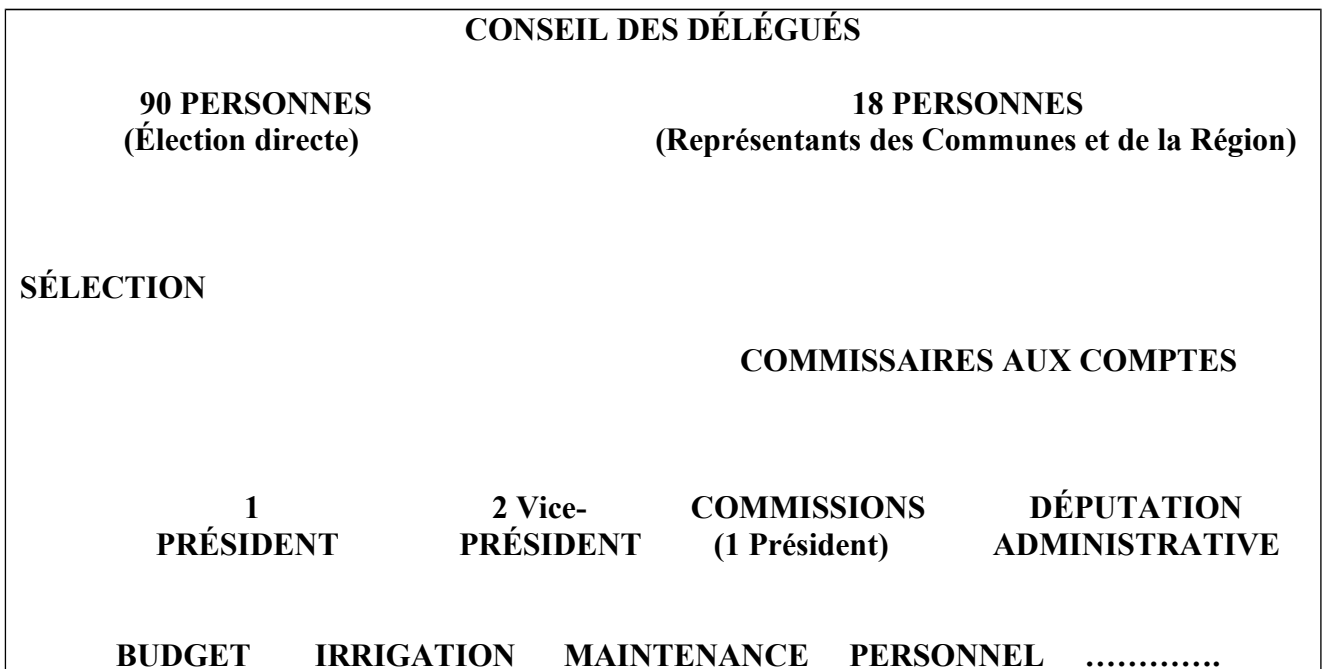 CONSEIL DES DÉLÉGUÉS
90 PERSONNES 18 PERSONNES
(Élection directe) (Représentants des Communes et de la Région)
SÉLECTION
COMMISSAIRES AUX COMPTES
1 2 Vice- COMMISSIONS DÉPUTATION
PRÉSIDENT PRÉSIDENT (1 Président) ADMINISTRATIVE
BUDGET IRRIGATION MAINTENANCE PERSONNEL ………….